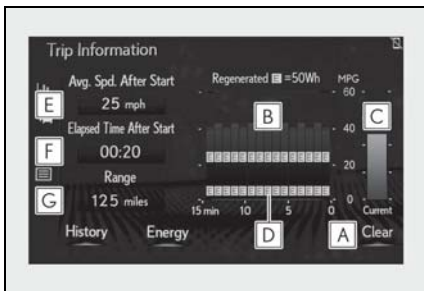 Trip Information
Avg. Spd. After Start
Regenerated E =50Wh
MPG
60
E
25 mph
B
C
Elapsed Time After Start
40
F
00:20
Range
20
G
125 miles
15 min
10
5
0
0
Current
D
A
History
Energy
Clear